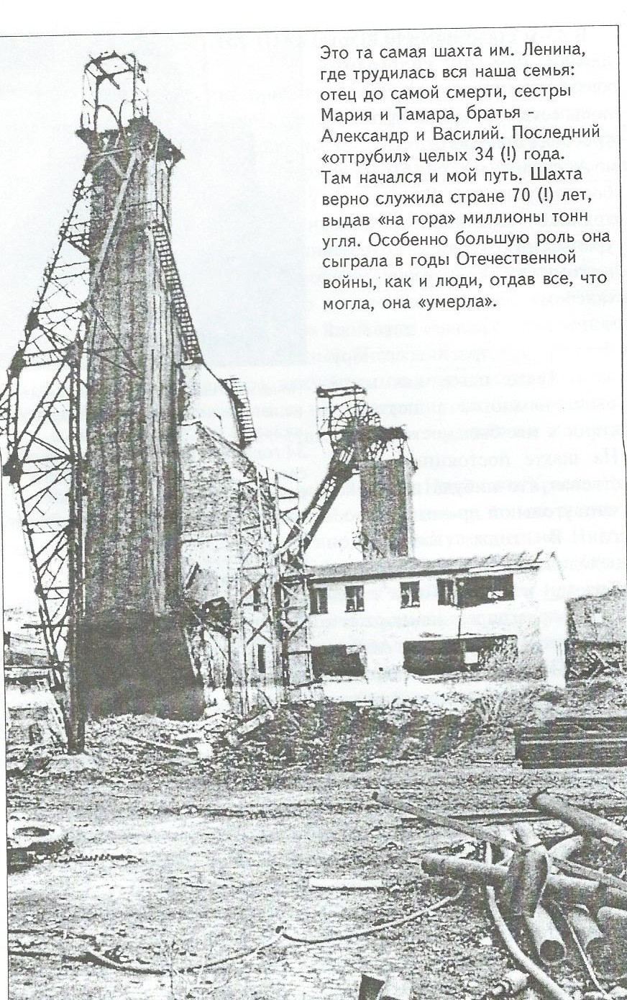 Это та самая шахта им. Ленина,
где трудилась вся наша семья:
отец до самой смерти, сестры
Мария и Тамара, братья
Александр и Василий. Последний
«оттрубил» целых 34 (!) года.
Там начался и мой путь. Шахта
верно служила стране 70 (!) лет,
выдав «на гора» миллионы тонн
угля. Особенно большую роль она
сыграла в годы Отечественной
войны, как и люди, отдав все, что
могла, она «умерла».